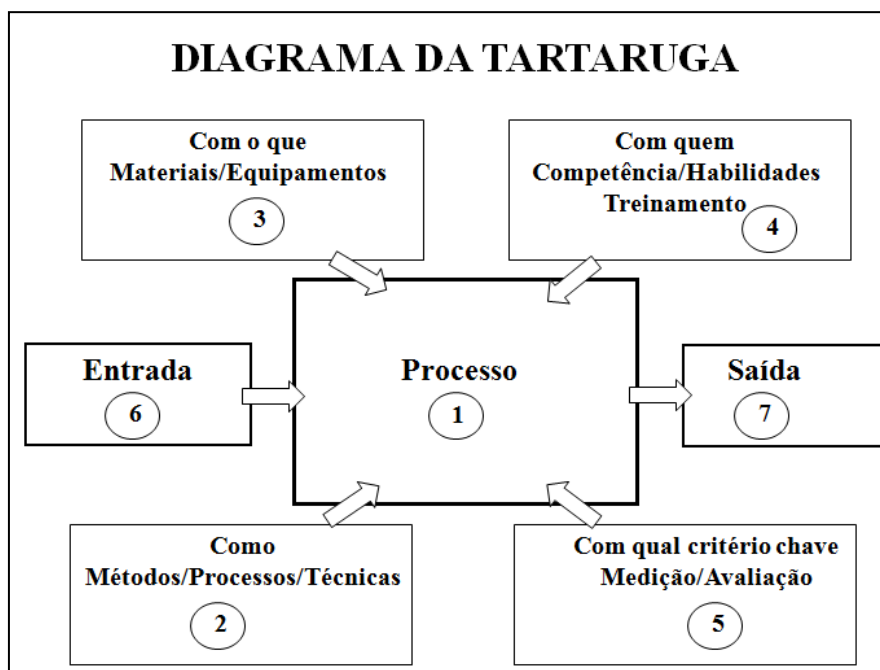 DIAGRAMA DA TARTARUGA
Com o que
Materiais/Equipamentos
3
Com quem
Competência/Habilidades
Treinamento
4
Entrada
6
Processo
1
Saída
7
Como
Métodos/Processos/Técnicas
2
Com qual critério chave
Medição/Avaliação
5